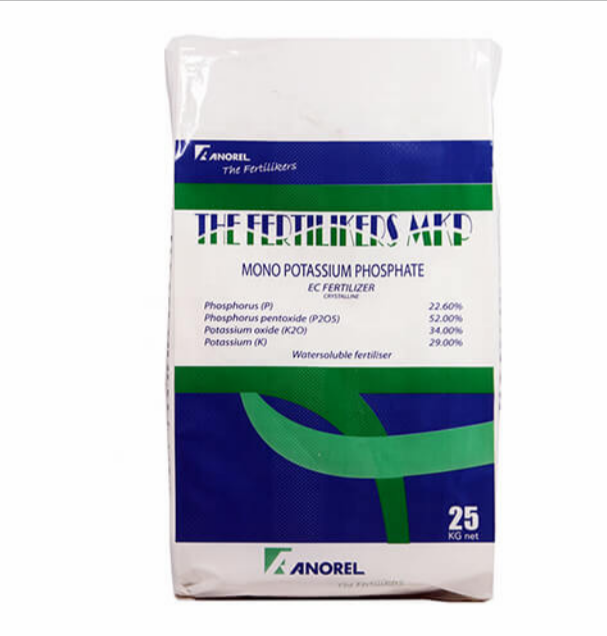 ANOREL
The Fertilikers
THE FERTILIKERS MKP
MONO POTASSIUM PHOSPHATE
EC FERTILIZER
CRYSTALLINE
Phosphorus (P) 22.60%
Phosphorus pentoxide (P2O5) 52.00%
Potassium oxide (K2O) 34.00%
Potassium (K) 29.00%
Watersoluble fertiliser
25
KG net
ANOREL
The Fertilikers